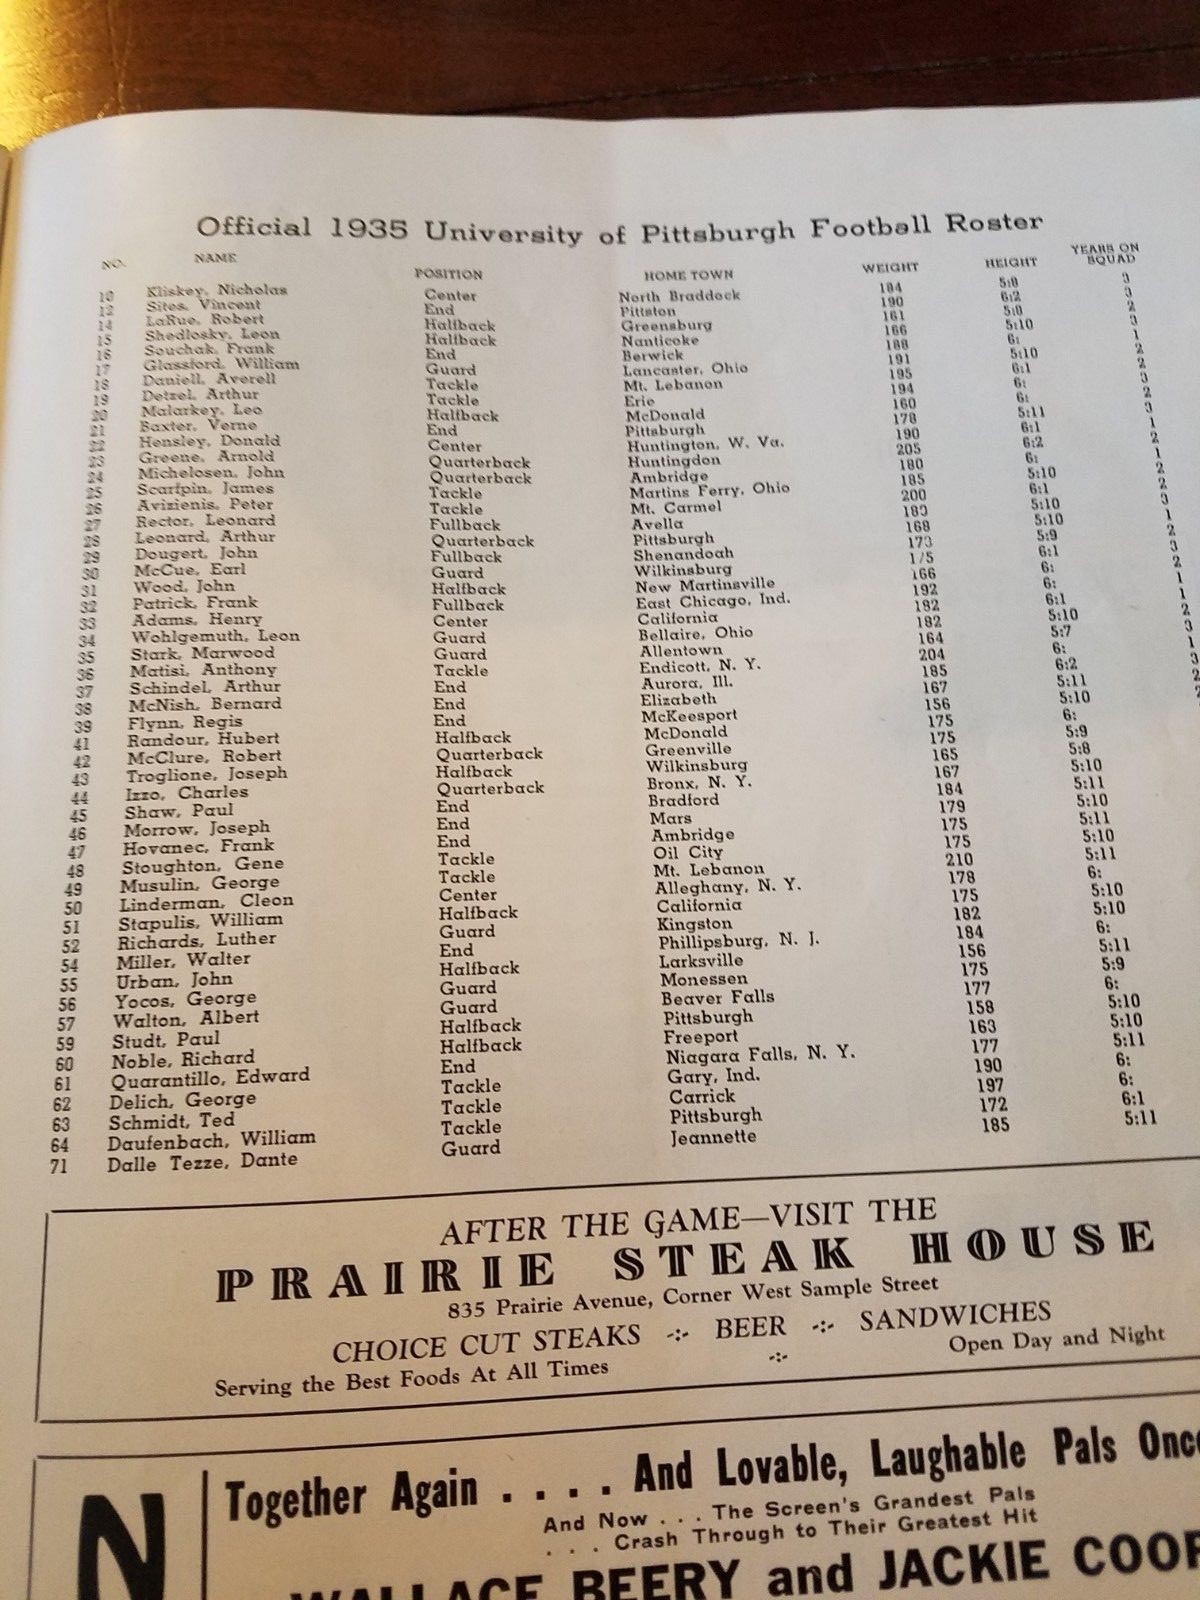 Official 1935 University of Pittsburgh Football Roster
NO. NAME POSITION HOME TOWN WEIGHT HEIGHT YEARS ON SQUAD
10 Kliskey, Nicholas Center North Braddock 184 5:8 3
12 Sites, Vincent End Pittston 190 6:2 3
14 LaRue, Robert Halfback Greensburg 161 5:8 2
15 Shedlosky, Leon Halfback Nanticoke 166 5:10 3
16 Souchak, Frank End Berwick 188 6: 1
17 Glassford, William Guard Lancaster, Ohio 191 5:10 2
18 Daniell, Averell Tackle Mt. Lebanon 195 6:1 2
19 Detzel, Arthur Tackle Erie 194 6: 3
20 Malarkey, Leo Halfback McDonald 160 6: 2
21 Baxter, Verne End Pittsburgh 178 5:11 3
22 Hensley, Donald Center Huntington, W. Va. 190 6:1 1
23 Greene, Arnold Quarterback Huntingdon 205 6:2 2
24 Michelosen, John Quarterback Ambridge 180 6: 1
25 Scarfpin, James Tackle Martins Ferry, Ohio 185 5:10 2
26 Avizienis, Peter Tackle Mt. Carmel 200 6:1 2
27 Rector, Leonard Fullback Avella 183 5:10 3
28 Leonard, Arthur Quarterback Pittsburgh 168 5:10 1
29 Dougert, John Fullback Shenandoah 173 5:9 2
30 McCue, Earl Guard Wilkinsburg 175 6:1 3
31 Wood, John Halfback New Martinsville 166 6: 2
32 Patrick, Frank Fullback East Chicago, Ind. 192 6: 1
33 Adams, Henry Center California 182 6:1 1
34 Wohlgemuth, Leon Guard Bellaire, Ohio 182 5:10 2
35 Stark, Marwood Guard Allentown 164 5:7 3
36 Matisi, Anthony Tackle Endicott, N. Y. 204 6: 1
37 Schindel, Arthur End Aurora, Ill. 185 6:2 3
38 McNish, Bernard End Elizabeth 167 5:11 2
39 Flynn, Regis End McKeesport 156 5:10
41 Randour, Hubert Halfback McDonald 175 6:
42 McClure, Robert Quarterback Greenville 175 5:9
43 Troglione, Joseph Halfback Wilkinsburg 165 5:8
44 Izzo, Charles Quarterback Bronx, N. Y. 167 5:10
45 Shaw, Paul End Bradford 184 5:11
46 Morrow, Joseph End Mars 179 5:10
47 Hovanec, Frank End Ambridge 175 5:11
48 Stoughton, Gene Tackle Oil City 175 5:10
49 Musulin, George Tackle Mt. Lebanon 210 5:11
50 Linderman, Cleon Center Alleghany, N. Y. 178 6:
51 Stapulis, William Halfback California 175 5:10
52 Richards, Luther Guard Kingston 182 5:10
54 Miller, Walter End Phillipsburg, N. J. 184 6:
55 Urban, John Halfback Larksville 156 5:11
56 Yocos, George Guard Monessen 175 5:9
57 Walton, Albert Guard Beaver Falls 177 6:
59 Studt, Paul Halfback Pittsburgh 158 5:10
60 Noble, Richard Halfback Freeport 163 5:10
61 Quarantillo, Edward End Niagara Falls, N. Y. 177 5:11
62 Delich, George Tackle Gary, Ind. 190 6:
63 Schmidt, Ted Tackle Carrick 197 6:
64 Daufenbach, William Tackle Pittsburgh 172 6:1
71 Dalle Tezze, Dante Guard Jeannette 185 5:11
AFTER THE GAME—VISIT THE
PRAIRIE STEAK HOUSE
835 Prairie Avenue, Corner West Sample Street
CHOICE CUT STEAKS -:- BEER -:- SANDWICHES
Serving the Best Foods At All Times -:- Open Day and Night
N
Together Again .... And Lovable, Laughable Pals Once
And Now ... The Screen's Grandest Pals
... Crash Through to Their Greatest Hit
WALLACE BEERY and JACKIE COOP